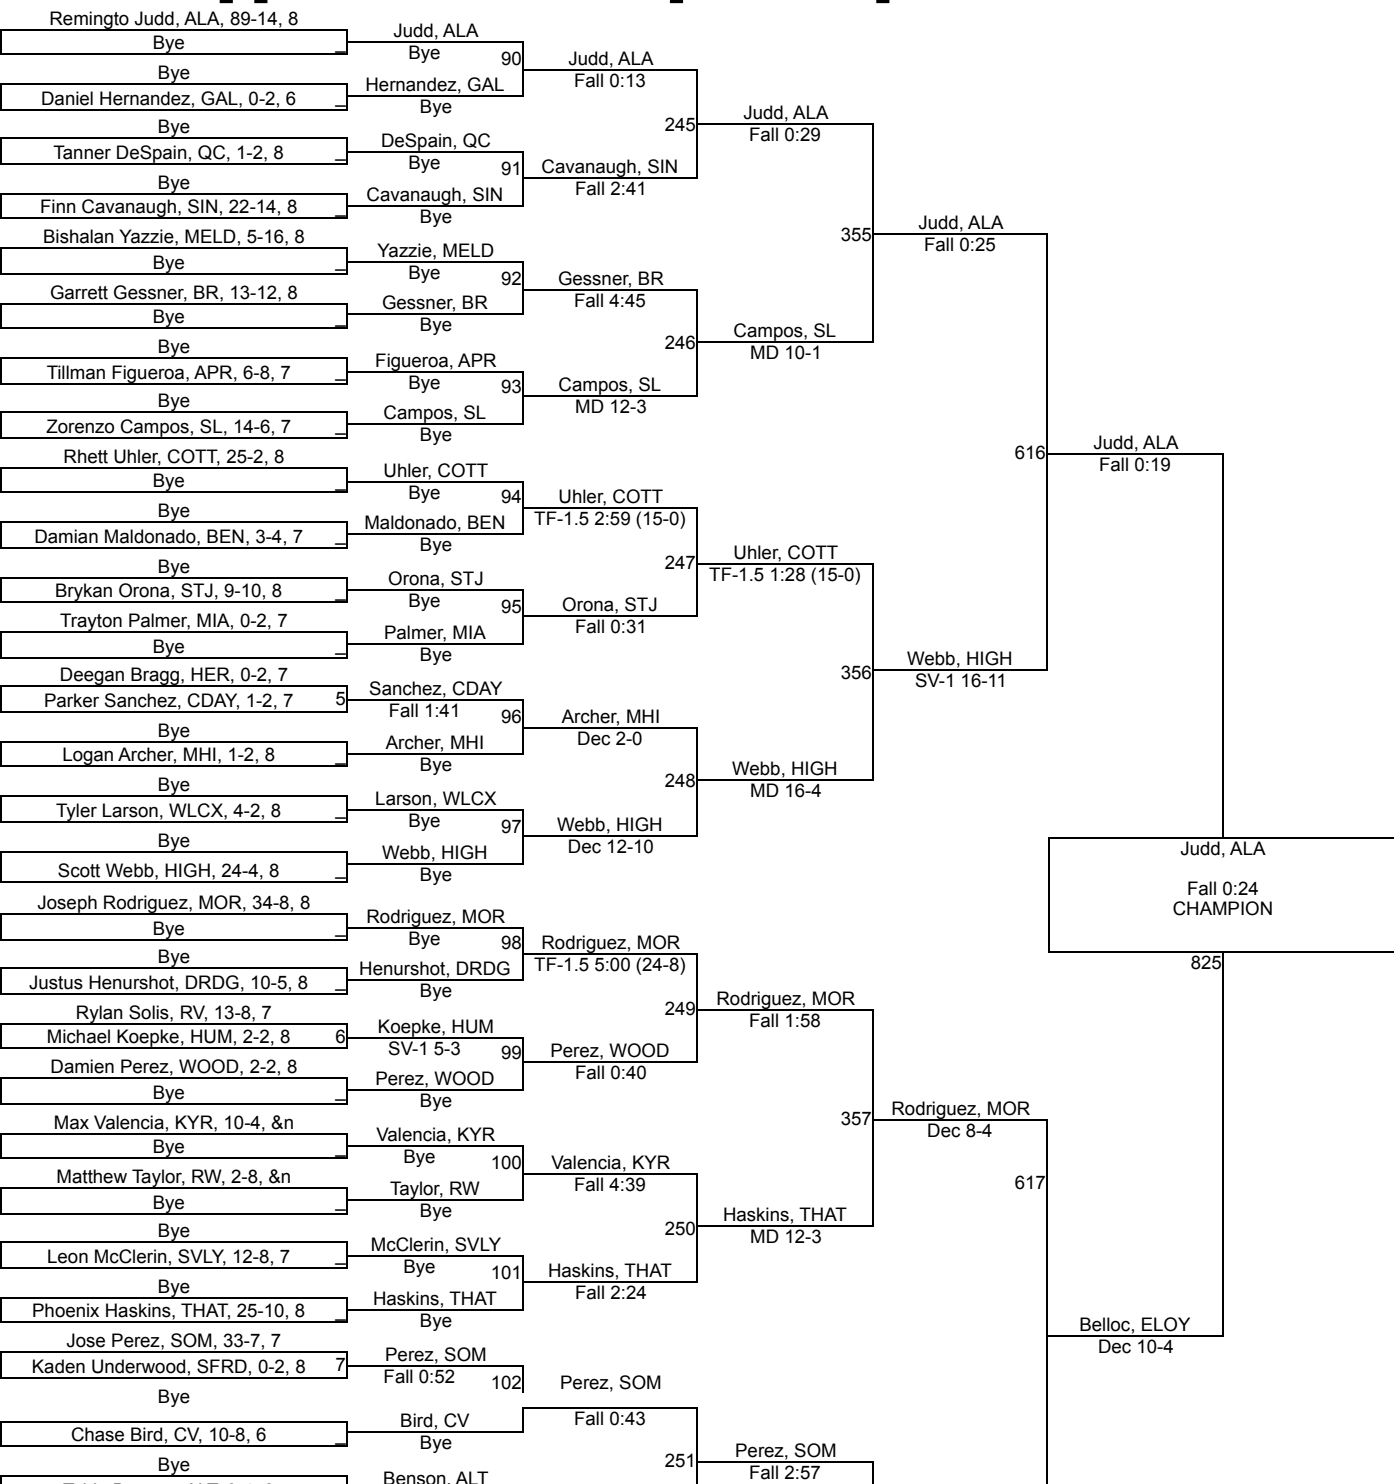 Remingto Judd, ALA, 89-14, 8
Bye
Bye
Daniel Hernandez, GAL, 0-2, 6
Bye
Tanner DeSpain, QC, 1-2, 8
Bye
Finn Cavanaugh, SIN, 22-14, 8
Bishalan Yazzie, MELD, 5-16, 8
Bye
Garrett Gessner, BR, 13-12, 8
Bye
Bye
Tillman Figueroa, APR, 6-8, 7
Bye
Zorenzo Campos, SL, 14-6, 7
Rhett Uhler, COTT, 25-2, 8
Bye
Bye
Damian Maldonado, BEN, 3-4, 7
Bye
Brykan Orona, STJ, 9-10, 8
Trayton Palmer, MIA, 0-2, 7
Bye
Deegan Bragg, HER, 0-2, 7
Parker Sanchez, CDAY, 1-2, 7 5
Bye
Logan Archer, MHI, 1-2, 8
Bye
Tyler Larson, WLCX, 4-2, 8
Bye
Scott Webb, HIGH, 24-4, 8
Joseph Rodriguez, MOR, 34-8, 8
Bye
Bye
Justus Henurshot, DRDG, 10-5, 8
Rylan Solis, RV, 13-8, 7
Michael Koepke, HUM, 2-2, 8 6
Damien Perez, WOOD, 2-2, 8
Bye
Max Valencia, KYR, 10-4, &n
Bye
Matthew Taylor, RW, 2-8, &n
Bye
Bye
Leon McClerin, SVLY, 12-8, 7
Bye
Phoenix Haskins, THAT, 25-10, 8
Jose Perez, SOM, 33-7, 7
Kaden Underwood, SFRD, 0-2, 8 7
Bye
Chase Bird, CV, 10-8, 6
Bye
Judd, ALA
Bye
90
Hernandez, GAL
Bye
DeSpain, QC
Bye
91
Cavanaugh, SIN
Bye
Yazzie, MELD
Bye
92
Gessner, BR
Bye
Figueroa, APR
Bye
93
Campos, SL
Bye
Uhler, COTT
Bye
94
Maldonado, BEN
Bye
Orona, STJ
Bye
95
Palmer, MIA
Bye
Sanchez, CDAY
Fall 1:41
96
Archer, MHI
Bye
Larson, WLCX
Bye
97
Webb, HIGH
Bye
Rodriguez, MOR
Bye
98
Henurshot, DRDG
Bye
Koepke, HUM
SV-1 5-3
99
Perez, WOOD
Bye
Valencia, KYR
Bye
100
Taylor, RW
Bye
McClerin, SVLY
Bye
101
Haskins, THAT
Bye
Perez, SOM
Fall 0:52
102
Bird, CV
Bye
Benson, ALT
Judd, ALA
Fall 0:13
245
Cavanaugh, SIN
Fall 2:41
Gessner, BR
Fall 4:45
246
Campos, SL
MD 12-3
Uhler, COTT
TF-1.5 2:59 (15-0)
247
Orona, STJ
Fall 0:31
Archer, MHI
Dec 2-0
248
Webb, HIGH
Dec 12-10
Rodriguez, MOR
TF-1.5 5:00 (24-8)
249
Perez, WOOD
Fall 0:40
Valencia, KYR
Fall 4:39
250
Haskins, THAT
Fall 2:24
Perez, SOM
Fall 0:43
251
Judd, ALA
Fall 0:29
355
Campos, SL
MD 10-1
Uhler, COTT
TF-1.5 1:28 (15-0)
356
Webb, HIGH
MD 16-4
Rodriguez, MOR
Fall 1:58
357
Haskins, THAT
MD 12-3
Perez, SOM
Fall 2:57
Judd, ALA
Fall 0:25
616
Webb, HIGH
SV-1 16-11
Rodriguez, MOR
Dec 8-4
617
Judd, ALA
Fall 0:19
Judd, ALA
Fall 0:24
CHAMPION
825
Belloc, ELOY
Dec 10-4